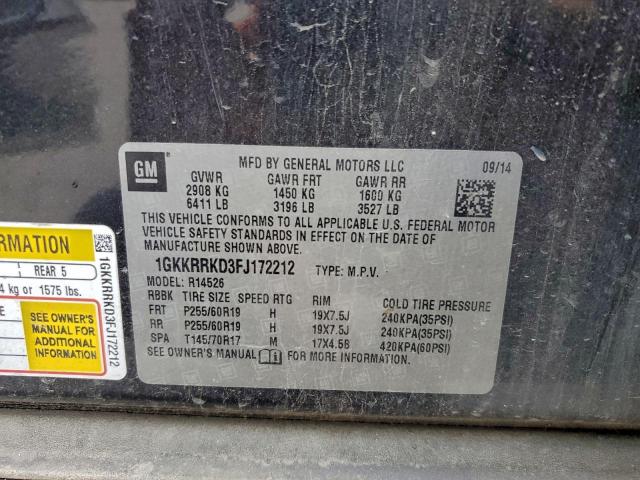 GM
MFD BY GENERAL MOTORS LLC 09/14
GVWR GAWR FRT GAWR RR
2908 KG 1450 KG 1600 KG
6411 LB 3196 LB 3527 LB
THIS VEHICLE CONFORMS TO ALL APPLICABLE U.S. FEDERAL MOTOR
VEHICLE SAFETY STANDARDS IN EFFECT ON THE DATE OF
MANUFACTURE SHOWN ABOVE.
1GKKRRKD3FJ172212 TYPE: M.P.V.
MODEL: R14526
RBBK TIRE SIZE SPEED RTG RIM COLD TIRE PRESSURE
FRT P255/60R19 H 19X7.5J 240KPA(35PSI)
RR P255/60R19 H 19X7.5J 240KPA(35PSI)
SPA T145/70R17 M 17X4.5B 420KPA(60PSI)
SEE OWNER'S MANUAL FOR MORE INFORMATION.
RMATION
REAR 5
4 kg or 1575 lbs.
SEE OWNER'S
MANUAL FOR
ADDITIONAL
INFORMATION
1GKKRRKD3FJ172212